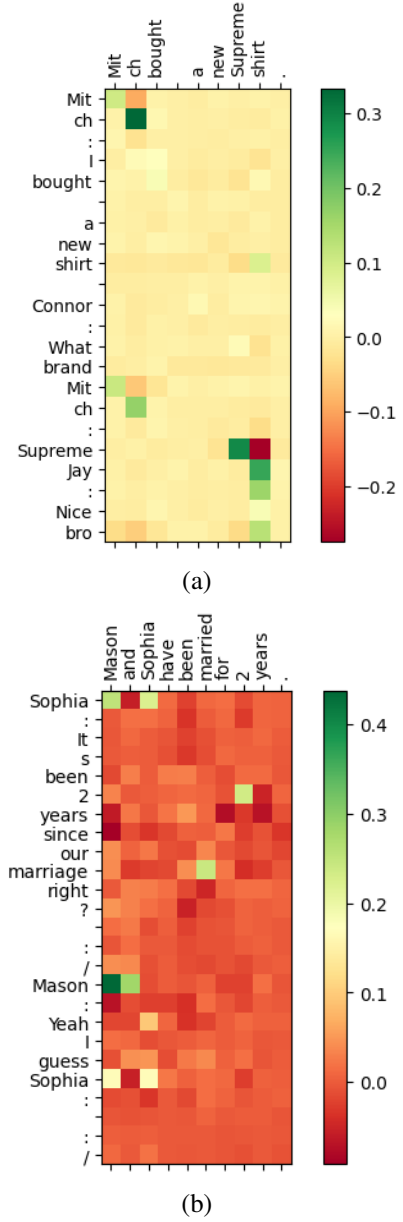 Mit ch bought a new Supreme shirt .
Mit
ch
:
I
bought
a
new
shirt
Connor
:
What
brand
Mit
ch
:
Supreme
Jay
:
Nice
bro
0.3
0.2
0.1
0.0
−0.1
−0.2
(a)
Mason and Sophia have been married for 2 years .
Sophia
:
It
s
been
2
years
since
our
marriage
right
?
:
/
Mason
:
Yeah
I
guess
Sophia
:
:
/
0.4
0.3
0.2
0.1
0.0
(b)